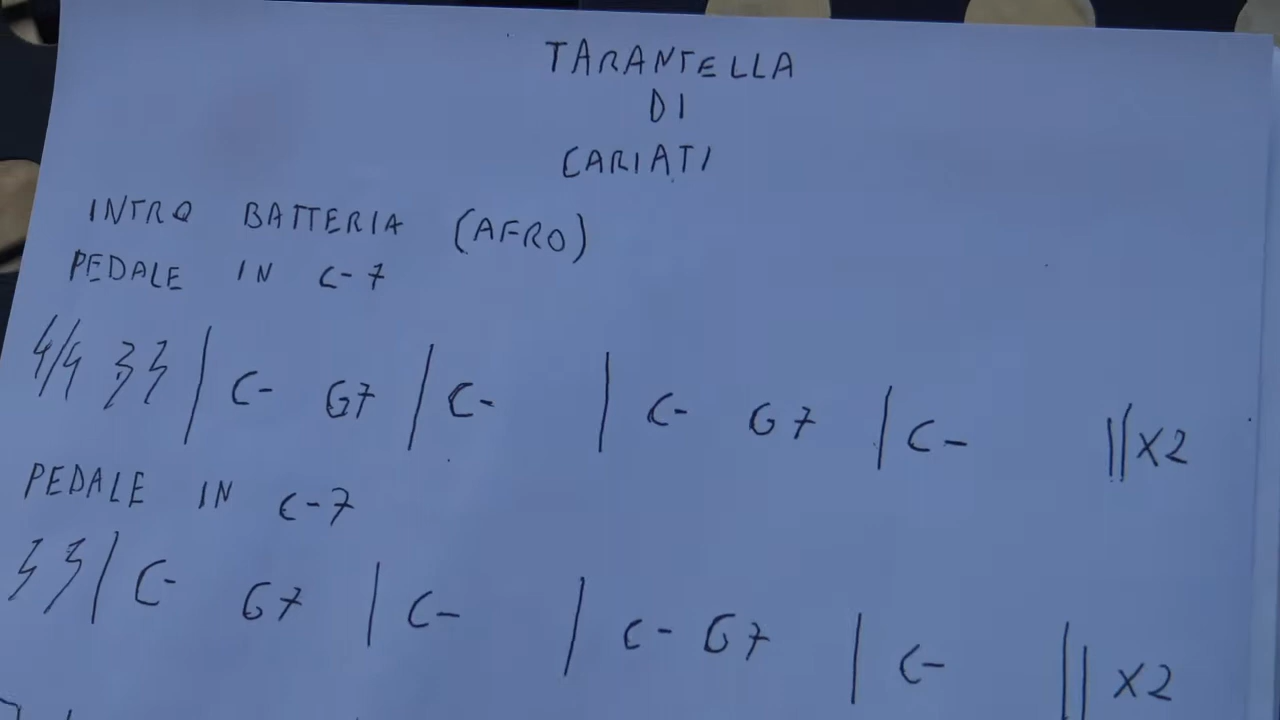 TARANTELLA
DI
CARIATI
INTRO BATTERIA (AFRO)
PEDALE IN C-7
4/4 | C- G7 | C- | C- G7 | C- || X2
PEDALE IN C-7
| C- G7 | C- | C- G7 | C- || X2